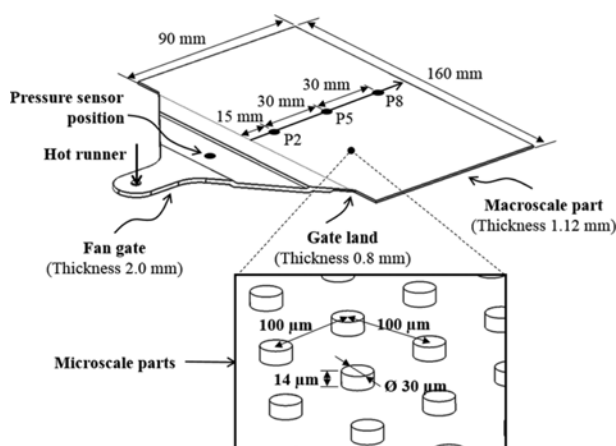 90 mm
160 mm
30 mm
30 mm
15 mm
P8
P5
P2
Pressure sensor
position
Hot runner
Macroscale part
(Thickness 1.12 mm)
Fan gate
(Thickness 2.0 mm)
Gate land
(Thickness 0.8 mm)
100 µm
100 µm
Microscale parts
14 µm
Ø 30 µm